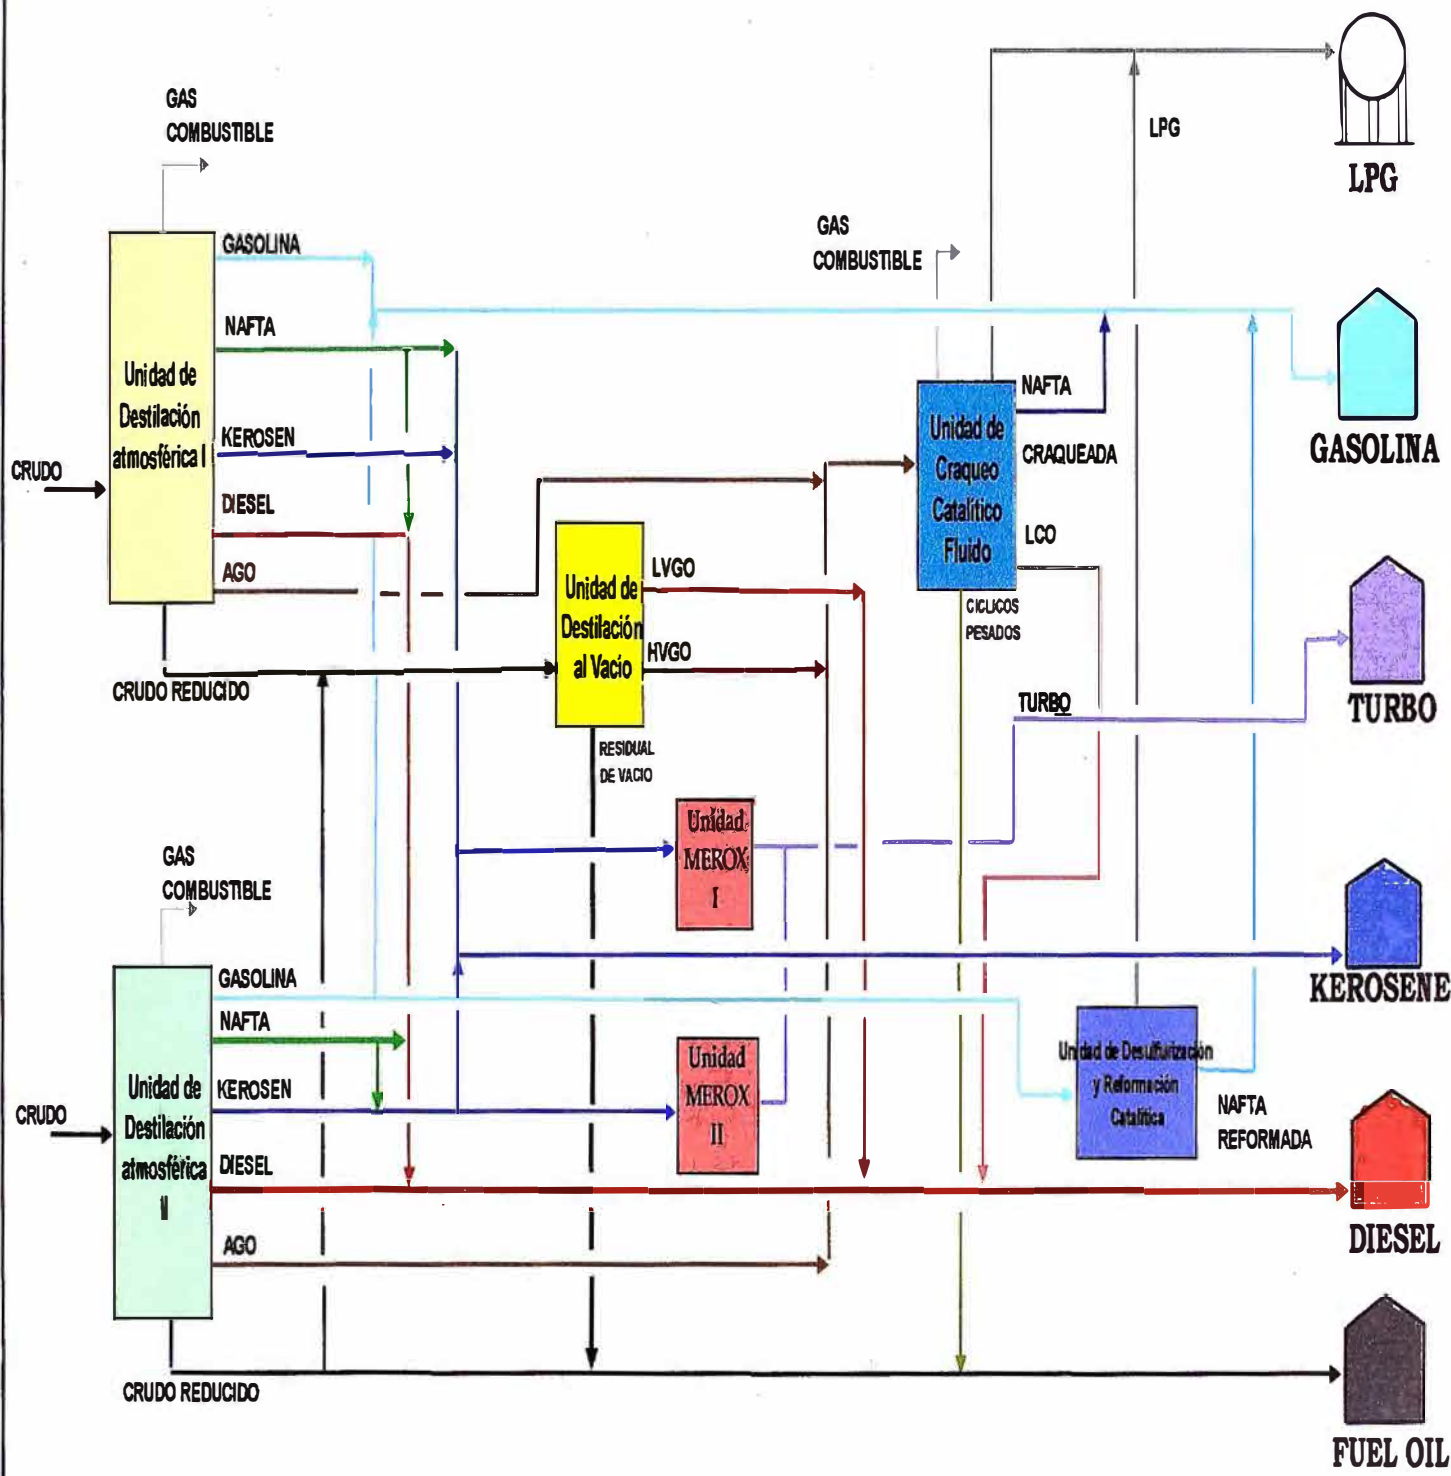 GAS
COMBUSTIBLE
LPG
LPG
GAS
COMBUSTIBLE
GASOLINA
NAFTA
Unidad de
Destilación
atmosférica I
KEROSEN
CRUDO
DIESEL
AGO
CRUDO REDUCIDO
Unidad de
Craqueo
Catalítico
Fluido
NAFTA
CRAQUEADA
LCO
CICLICOS
PESADOS
GASOLINA
Unidad de
Destilación
al Vacío
LVGO
HVGO
RESIDUAL
DE VACIO
TURBO
TURBO
Unidad
MEROX
I
GAS
COMBUSTIBLE
KEROSENE
GASOLINA
NAFTA
KEROSEN
CRUDO
Unidad de
Destilación
atmosférica
II
DIESEL
AGO
CRUDO REDUCIDO
Unidad
MEROX
II
Unidad de Desulfurización
y Reformación
Catalítica
NAFTA
REFORMADA
DIESEL
FUEL OIL